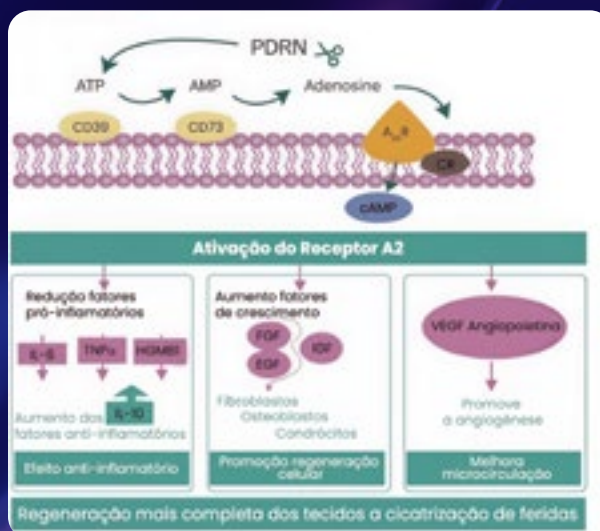 PDRN
ATP
AMP
Adenosine
CD39
CD73
A₂ₐR
CR
cAMP
Ativação do Receptor A2
Redução fatores
pró-inflamatórios
IL-6
TNFα
HGMB1
IL-10
Aumento dos
fatores anti-inflamatórios
Efeito anti-inflamatório
Aumento fatores
de crescimento
FGF
EGF
IGF
Fibroblastos
Osteoblastos
Condrócitos
Promoção regeneração
celular
VEGF Angiopoietina
Promove
a angiogênese
Melhora
microcirculação
Regeneração mais completa dos tecidos a cicatrização de feridas